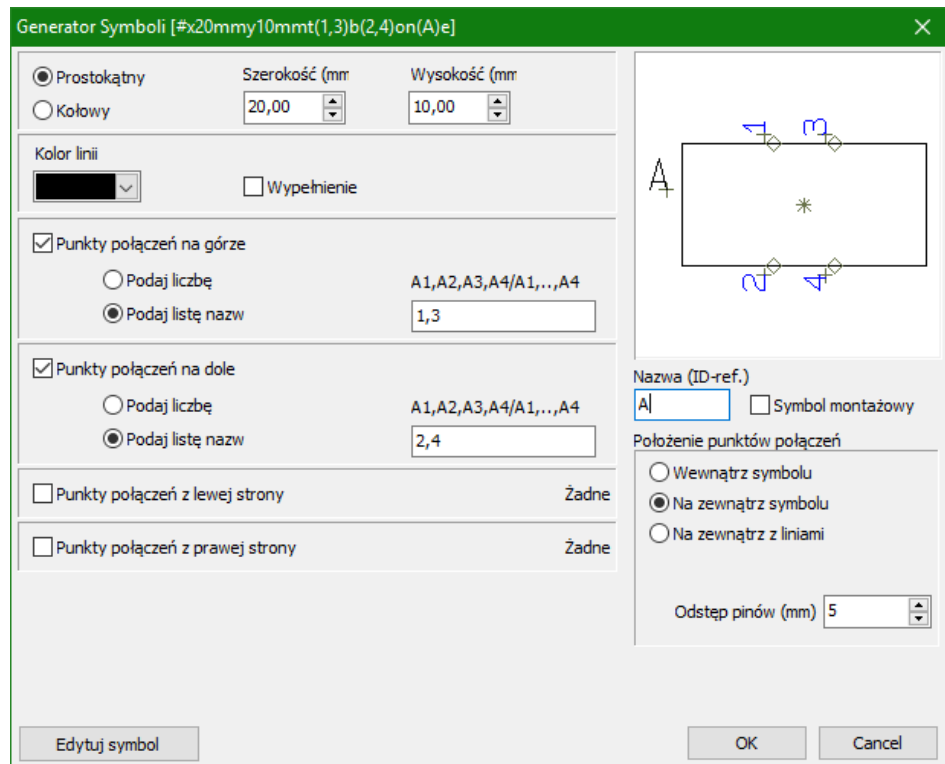 Generator Symboli [#x20mmy10mmt(1,3)b(2,4)on(A)e]
Prostokątny
Szerokość (mm
Wysokość (mm
Kołowy
20,00
10,00
Kolor linii
Wypełnienie
Punkty połączeń na górze
Podaj liczbę
A1,A2,A3,A4/A1,..,A4
Podaj listę nazw
1,3
Punkty połączeń na dole
Podaj liczbę
A1,A2,A3,A4/A1,..,A4
Podaj listę nazw
2,4
Punkty połączeń z lewej strony
Żadne
Punkty połączeń z prawej strony
Żadne
1 3
A
2 4
Nazwa (ID-ref.)
A
Symbol montażowy
Położenie punktów połączeń
Wewnątrz symbolu
Na zewnątrz symbolu
Na zewnątrz z liniami
Odstęp pinów (mm) 5
Edytuj symbol
OK
Cancel